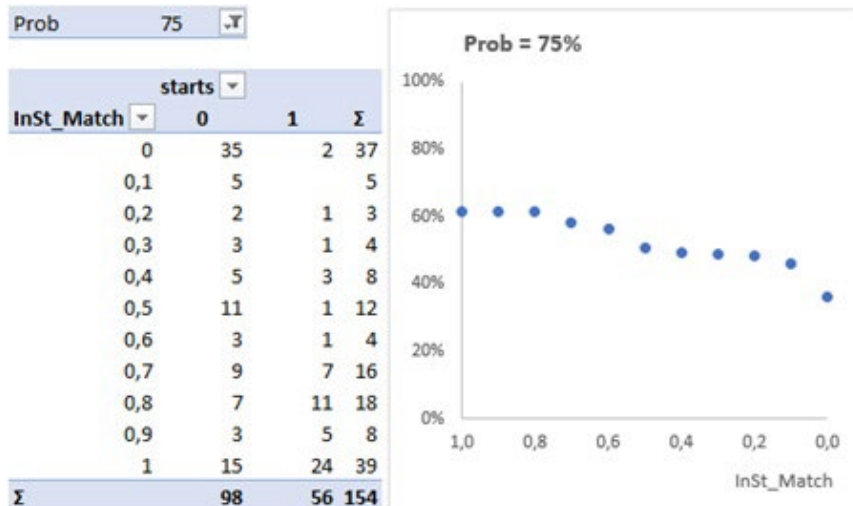 Prob 75
starts
InSt_Match 0 1 Σ
0 35 2 37
0,1 5 5
0,2 2 1 3
0,3 3 1 4
0,4 5 3 8
0,5 11 1 12
0,6 3 1 4
0,7 9 7 16
0,8 7 11 18
0,9 3 5 8
1 15 24 39
Σ 98 56 154
Prob = 75%
100%
80%
60%
40%
20%
0%
1,0 0,8 0,6 0,4 0,2 0,0
InSt_Match